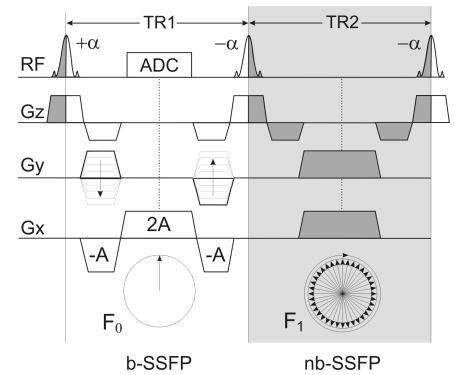 TR1 TR2
+α −α −α
RF ADC
Gz
Gy
Gx 2A
-A -A
F0 F1
b-SSFP nb-SSFP